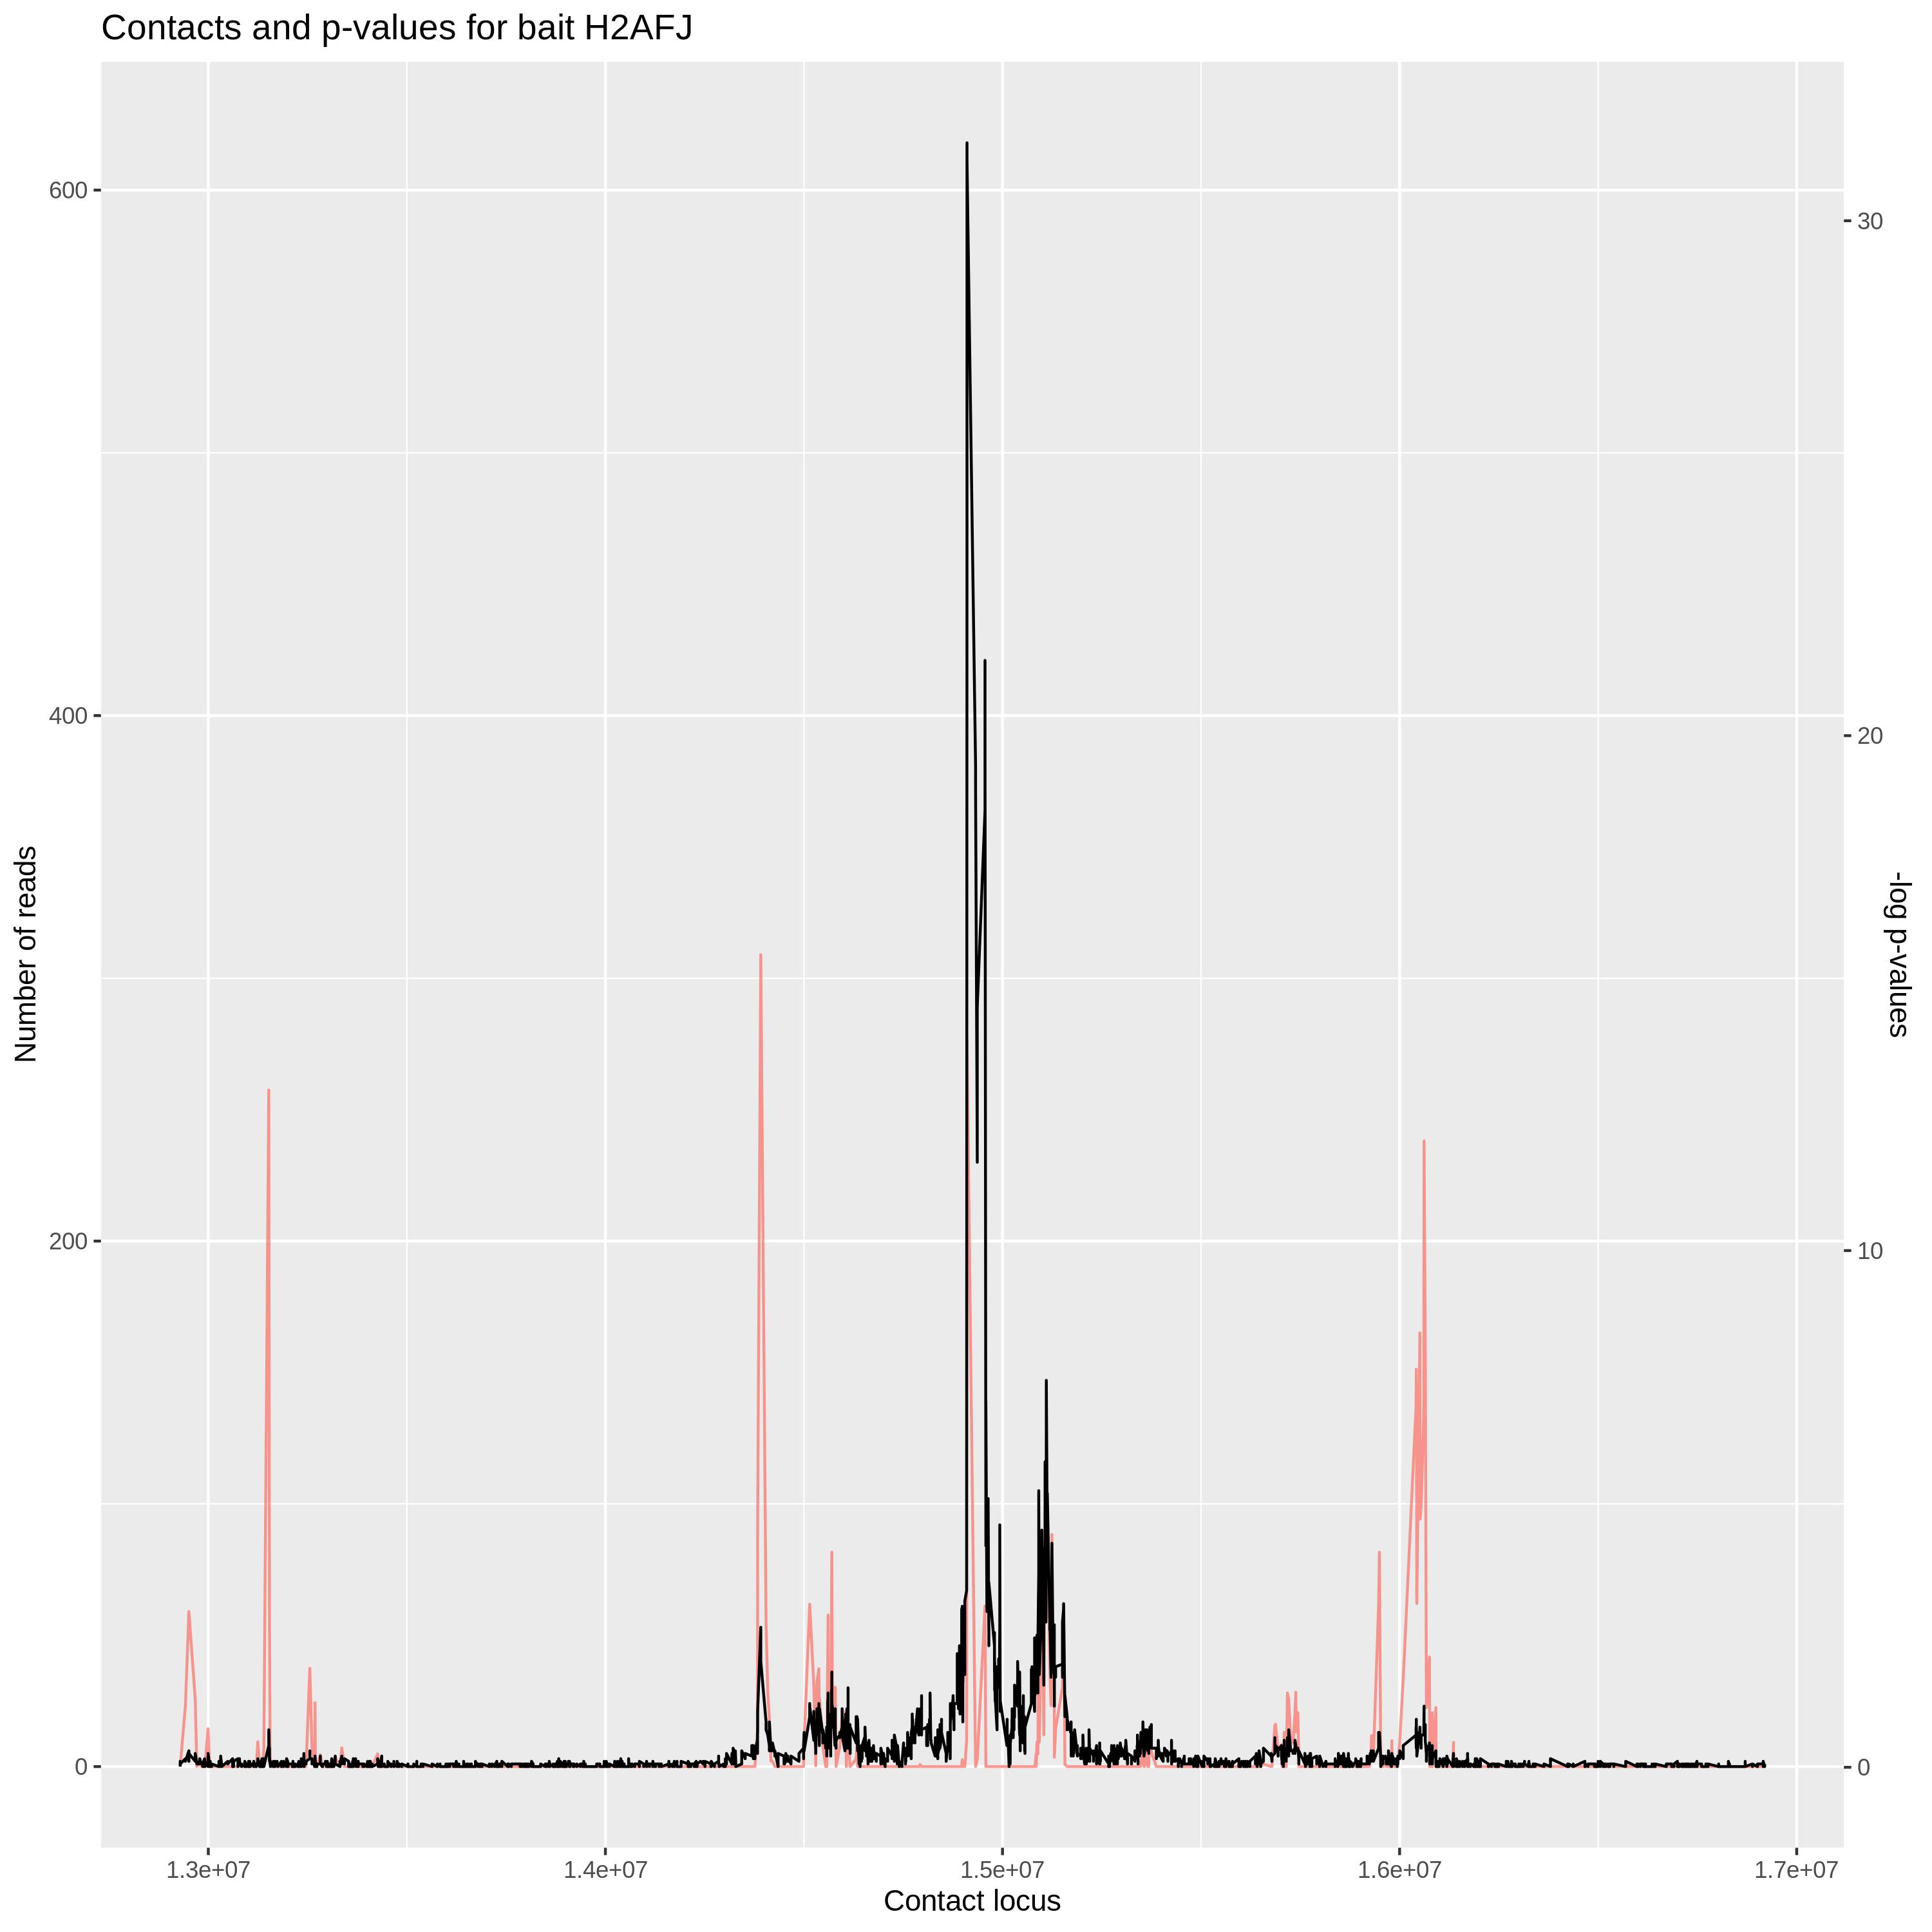 Contacts and p-values for bait H2AFJ
600
400
200
0
Number of reads
30
20
10
0
-log p-values
1.3e+07
1.4e+07
1.5e+07
1.6e+07
1.7e+07
Contact locus